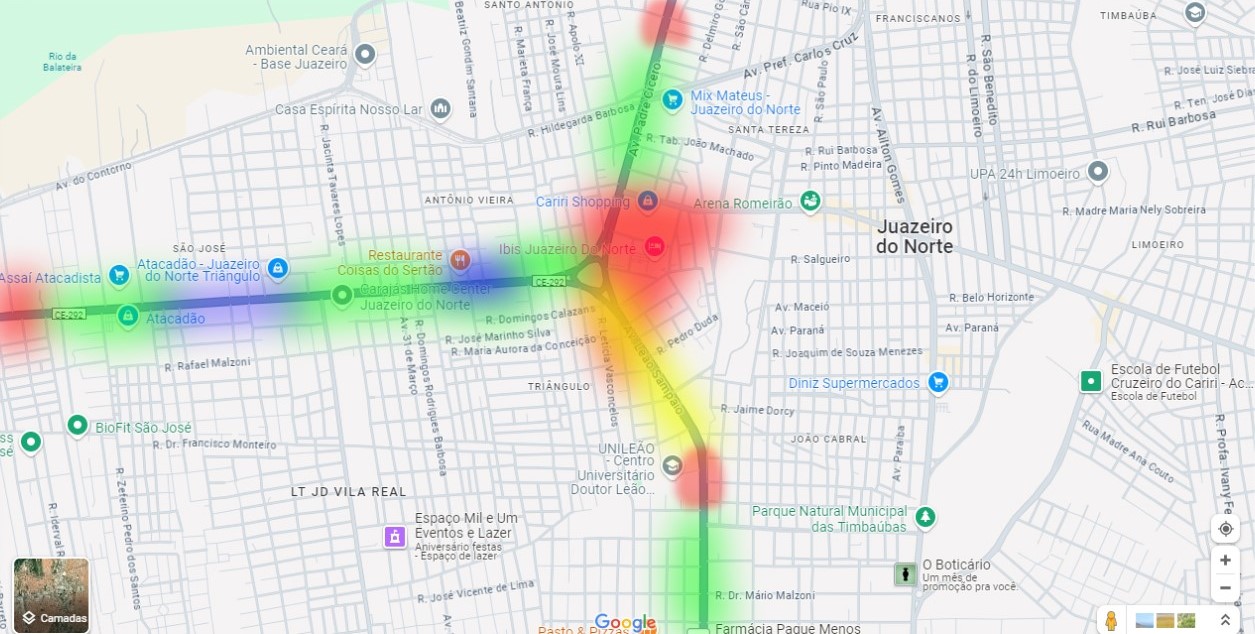 SANTO ANTONIO
Rua Pio IX
FRANCISCANOS
TIMBAÚBA
Beatriz Gondim Santana
R. Marieta França
R. José Moura Lins
R. Apolo XI
R. Delmiro Go
R. São Cân
Av. Pref. Carlos Cruz
R. do Limoeiro
R. São Benedito
Rio da
Balateira
Ambiental Ceará
- Base Juazeiro
R. José Luiz Siebra
Casa Espírita Nosso Lar
R. Hildegarda Barbosa
Av. Padre Cícero
Mix Mateus -
Juazeiro do Norte
R. São Paulo
Av. Ailton Gomes
R. Ten. José Dias
R. Rui Barbosa
SANTA TEREZA
R. Tab. João Machado
R. Rui Barbosa
R. Pinto Madeira
UPA 24h Limoeiro
Av. do Contorno
R. Jacinta Tavares Lopes
ANTÔNIO VIEIRA
Cariri Shopping
Arena Romeirão
R. Madre Maria Nely Sobreira
Juazeiro
do Norte
SÃO JOSÉ
LIMOEIRO
Assaí Atacadista
Atacadão - Juazeiro
do Norte Triângulo
Restaurante
Coisas do Sertão
Ibis Juazeiro Do Norte
R. Salgueiro
CE-292
Garajás Home Center
Juazeiro do Norte
R. Belo Horizonte
CE-292
Atacadão
R. Domingos Calazans
Av. Maceió
R. José Marinho Silva
R. Maria Aurora da Conceição
Av. Leão Sampaio
R. Pedro Duda
Av. Paraná
Av. Paraná
R. Rafael Malzoni
Av. 31 de Março
R. Domingos Rodrigues Barbosa
R. Letícia Vasconcelos
R. Joaquim de Souza Menezes
TRIÂNGULO
Diniz Supermercados
Escola de Futebol
Cruzeiro do Cariri - Ac...
Escola de Futebol
R. Jaime Dorcy
BioFit São José
ss
sé
R. Dr. Francisco Monteiro
JOÃO CABRAL
Av. Paraíba
Rua Madre Ana Couto
R. Profa. Ivany Fe
UNILEÃO
- Centro
Universitário
Doutor Leão...
LT JD VILA REAL
R. Zeferino Pedro dos Santos
R. Iderval R
Espaço Mil e Um
Eventos e Lazer
Aniversário festas
- Espaço de lazer
Parque Natural Municipal
das Timbaúbas
O Boticário
Um mês de
promoção pra você
R. José Vicente de Lima
R. Dr. Mário Malzoni
Camadas
Google
Pasto & Pizzas
Farmácia Pague Menos